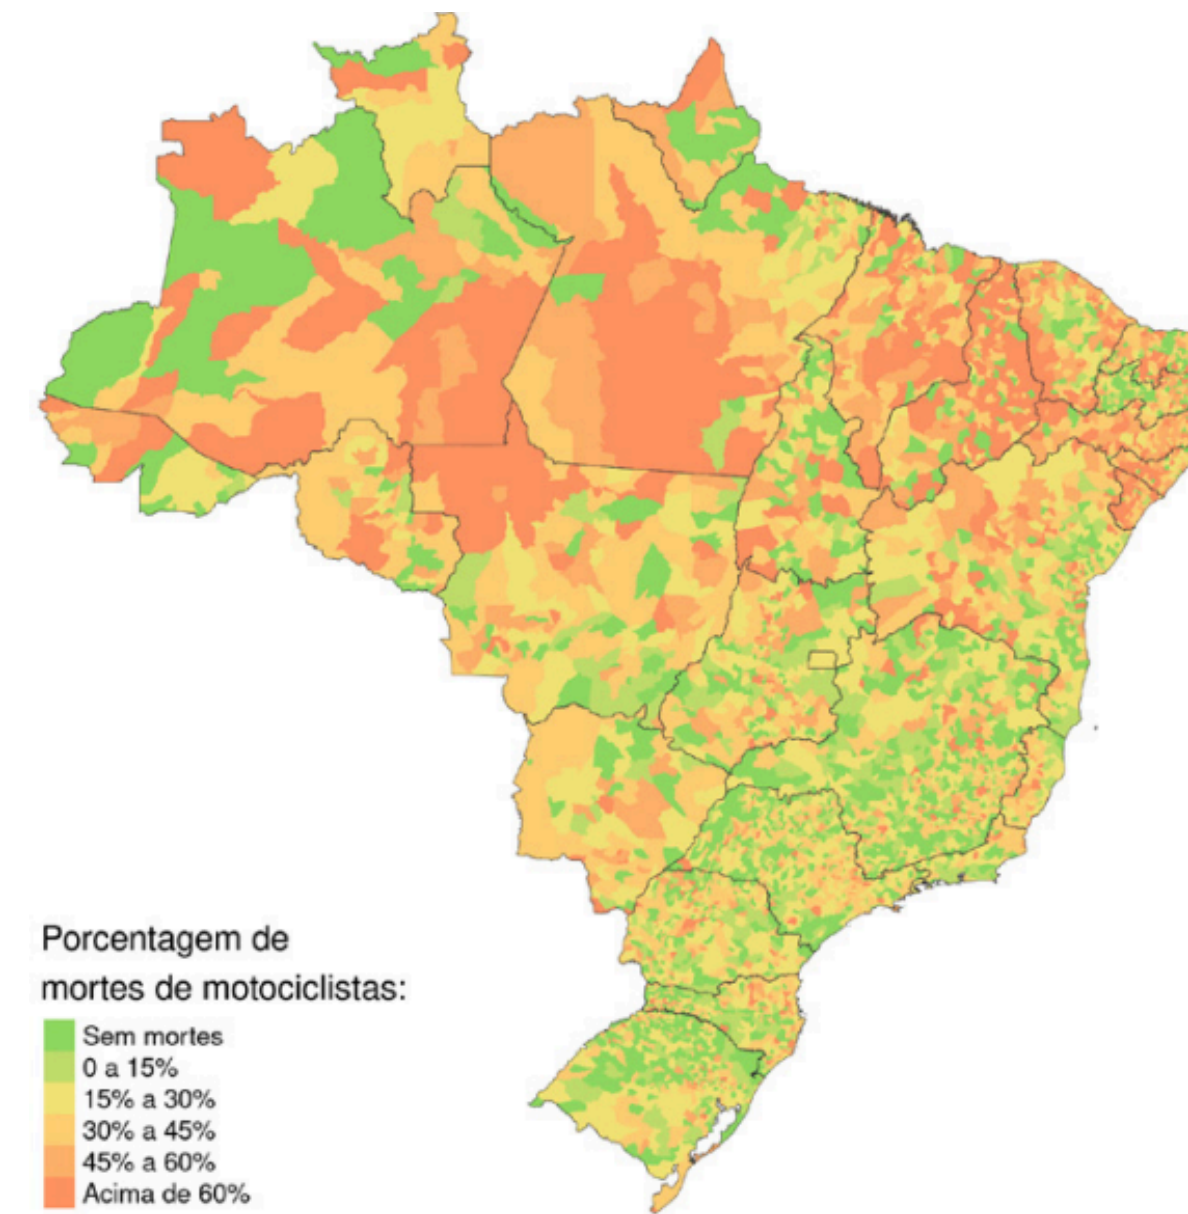 Porcentagem de
mortes de motociclistas:
Sem mortes
0 a 15%
15% a 30%
30% a 45%
45% a 60%
Acima de 60%